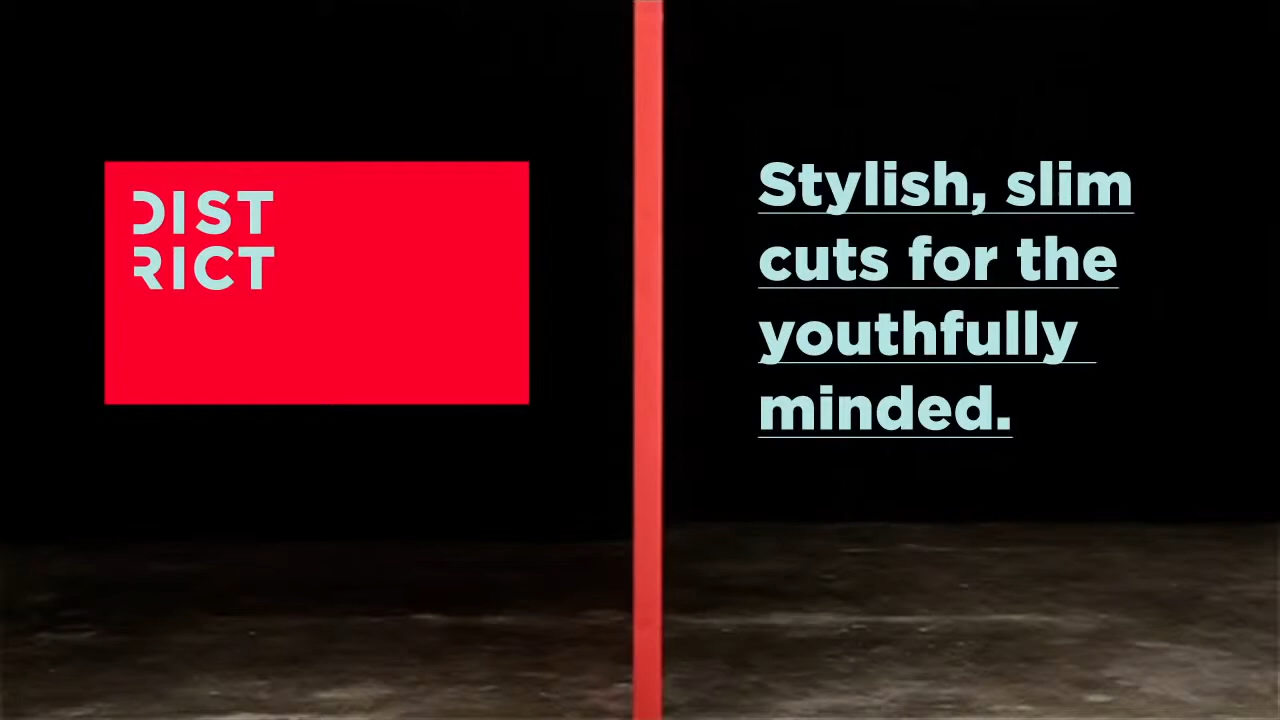 DIST
RICT
Stylish, slim
cuts for the
youthfully
minded.